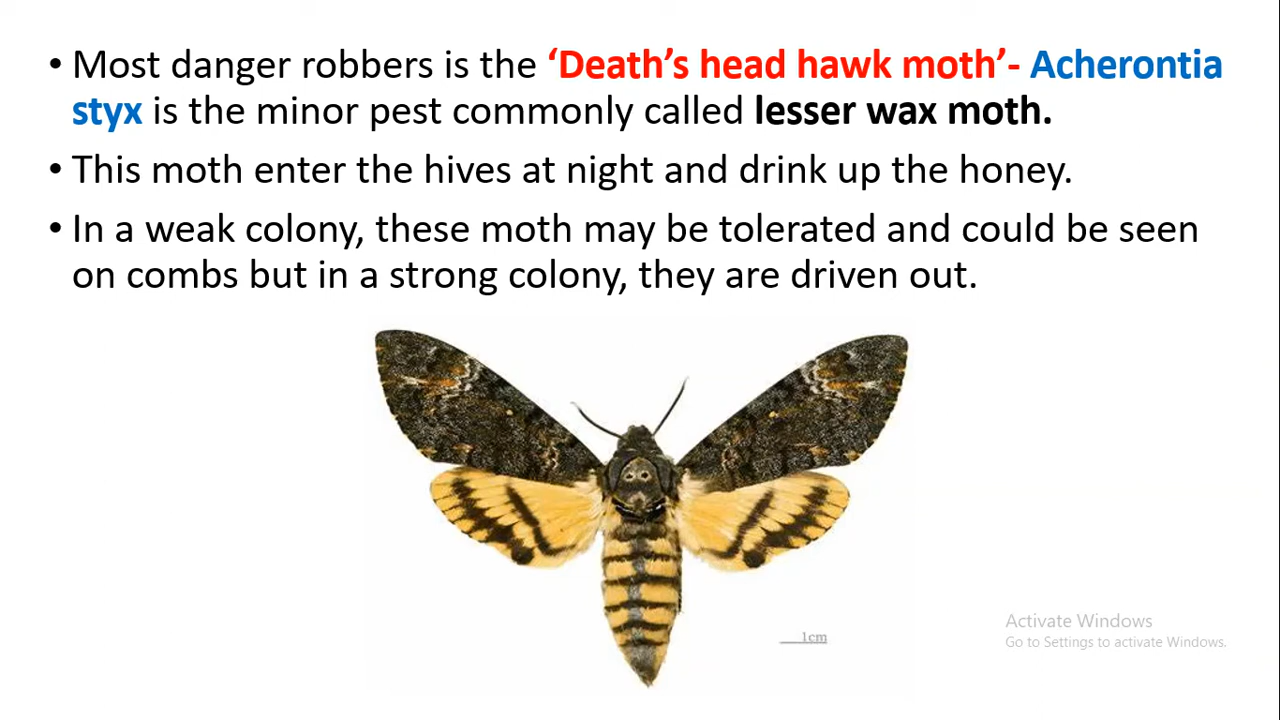 • Most danger robbers is the ‘Death’s head hawk moth’- Acherontia
styx is the minor pest commonly called lesser wax moth.
• This moth enter the hives at night and drink up the honey.
• In a weak colony, these moth may be tolerated and could be seen
on combs but in a strong colony, they are driven out.
1cm
Activate Windows
Go to Settings to activate Windows.